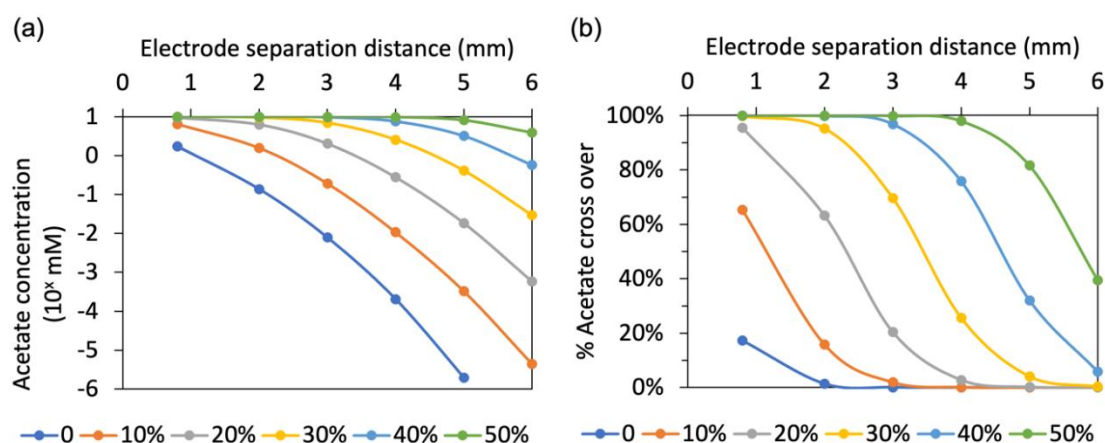 (a)
Electrode separation distance (mm)
0 1 2 3 4 5 6
Acetate concentration
(10ˣ mM)
1
0
-1
-2
-3
-4
-5
-6
0 10% 20% 30% 40% 50%
(b)
Electrode separation distance (mm)
0 1 2 3 4 5 6
% Acetate cross over
100%
80%
60%
40%
20%
0%
0 10% 20% 30% 40% 50%